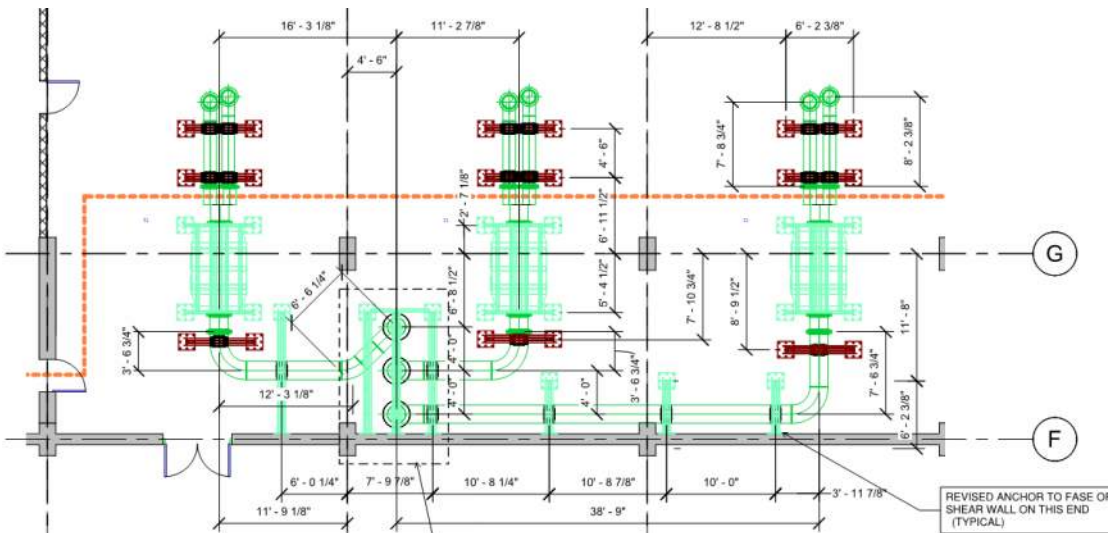 16' - 3 1/8"
11' - 2 7/8"
12' - 8 1/2"
6' - 2 3/8"
4' - 6"
7' - 8 3/4"
8' - 2 3/8"
4' - 6"
2' - 7 1/8"
6' - 11 1/2"
G
6' - 6 1/4"
6' - 8 1/2"
5' - 4 1/2"
7' - 10 3/4"
8' - 9 1/2"
11' - 8"
3' - 6 3/4"
4' - 0"
3' - 6 3/4"
7' - 6 3/4"
12' - 3 1/8"
4' - 0"
4' - 0"
6' - 2 3/8"
F
6' - 0 1/4"
7' - 9 7/8"
10' - 8 1/4"
10' - 8 7/8"
10' - 0"
3' - 11 7/8"
11' - 9 1/8"
38' - 9"
REVISED ANCHOR TO FASE OF
SHEAR WALL ON THIS END
(TYPICAL)